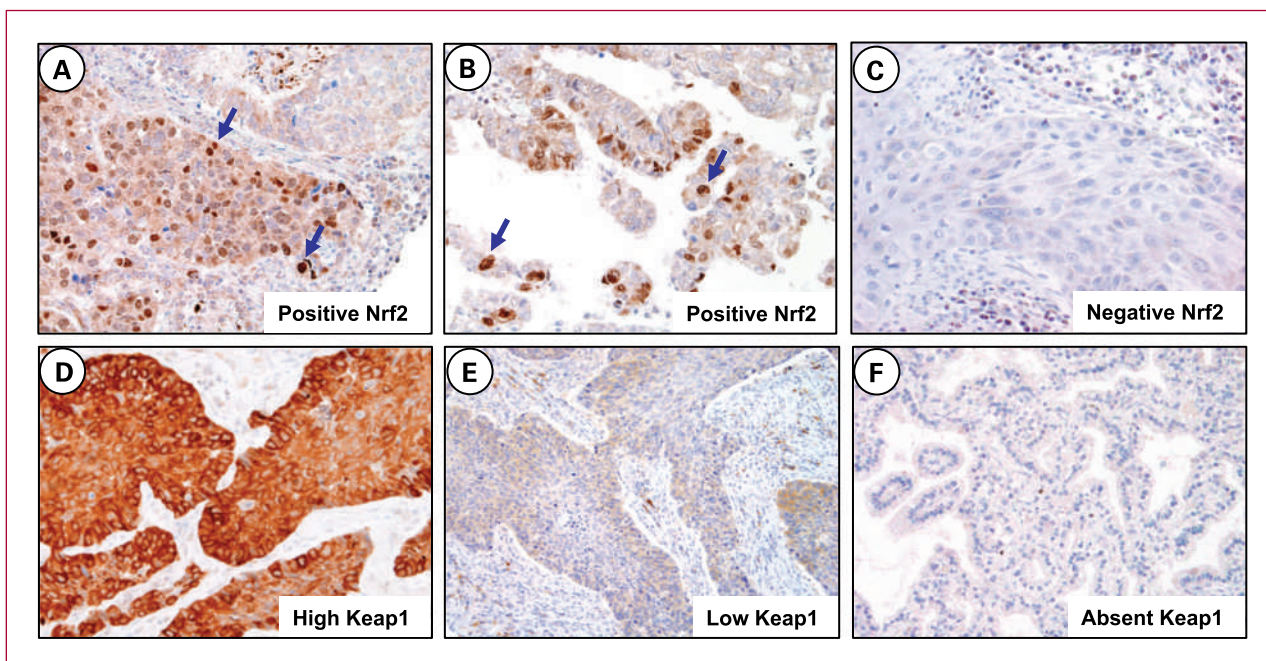 A
Positive Nrf2
B
Positive Nrf2
C
Negative Nrf2
D
High Keap1
E
Low Keap1
F
Absent Keap1